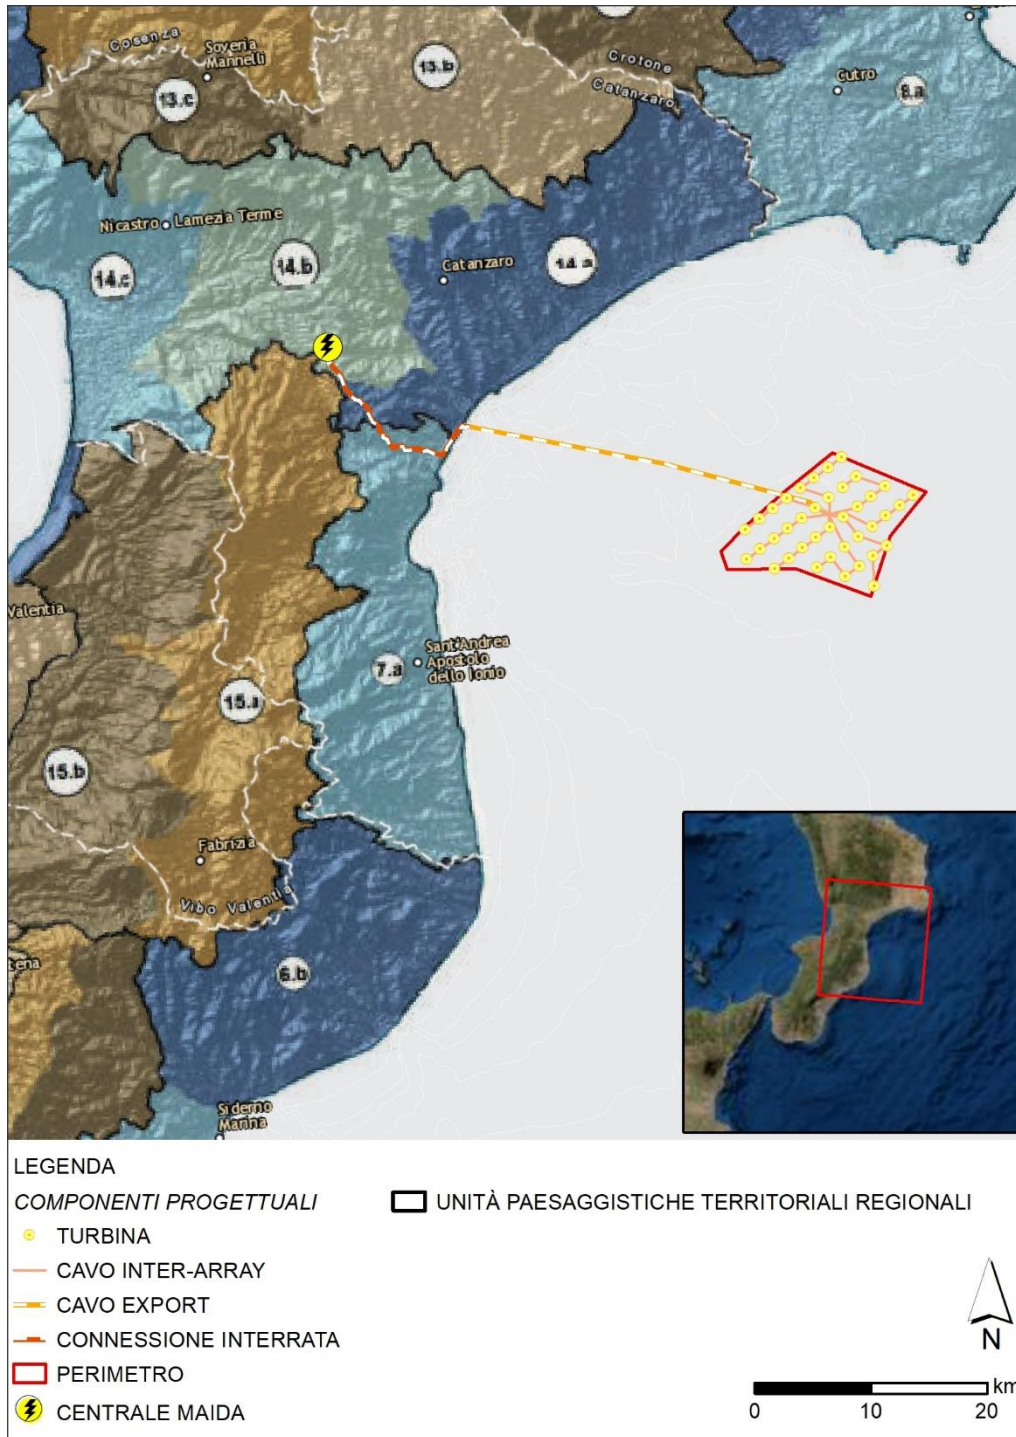 Cosenza
Soveria
Mannelli
13.b
Crotone
Catanzaro
Cutro
8.a
13.c
Nicastro
Lamezia Terme
14.b
14.c
Catanzaro
14.a
Valentia
Sant'Andrea
Apostolo
dello Ionio
7.a
15.a
15.b
Fabrizia
Vibo Valentia
6.b
tena
Siderno
Marina
LEGENDA
COMPONENTI PROGETTUALI
UNITÀ PAESAGGISTICHE TERRITORIALI REGIONALI
TURBINA
CAVO INTER-ARRAY
CAVO EXPORT
CONNESSIONE INTERRATA
PERIMETRO
CENTRALE MAIDA
N
km
0 10 20